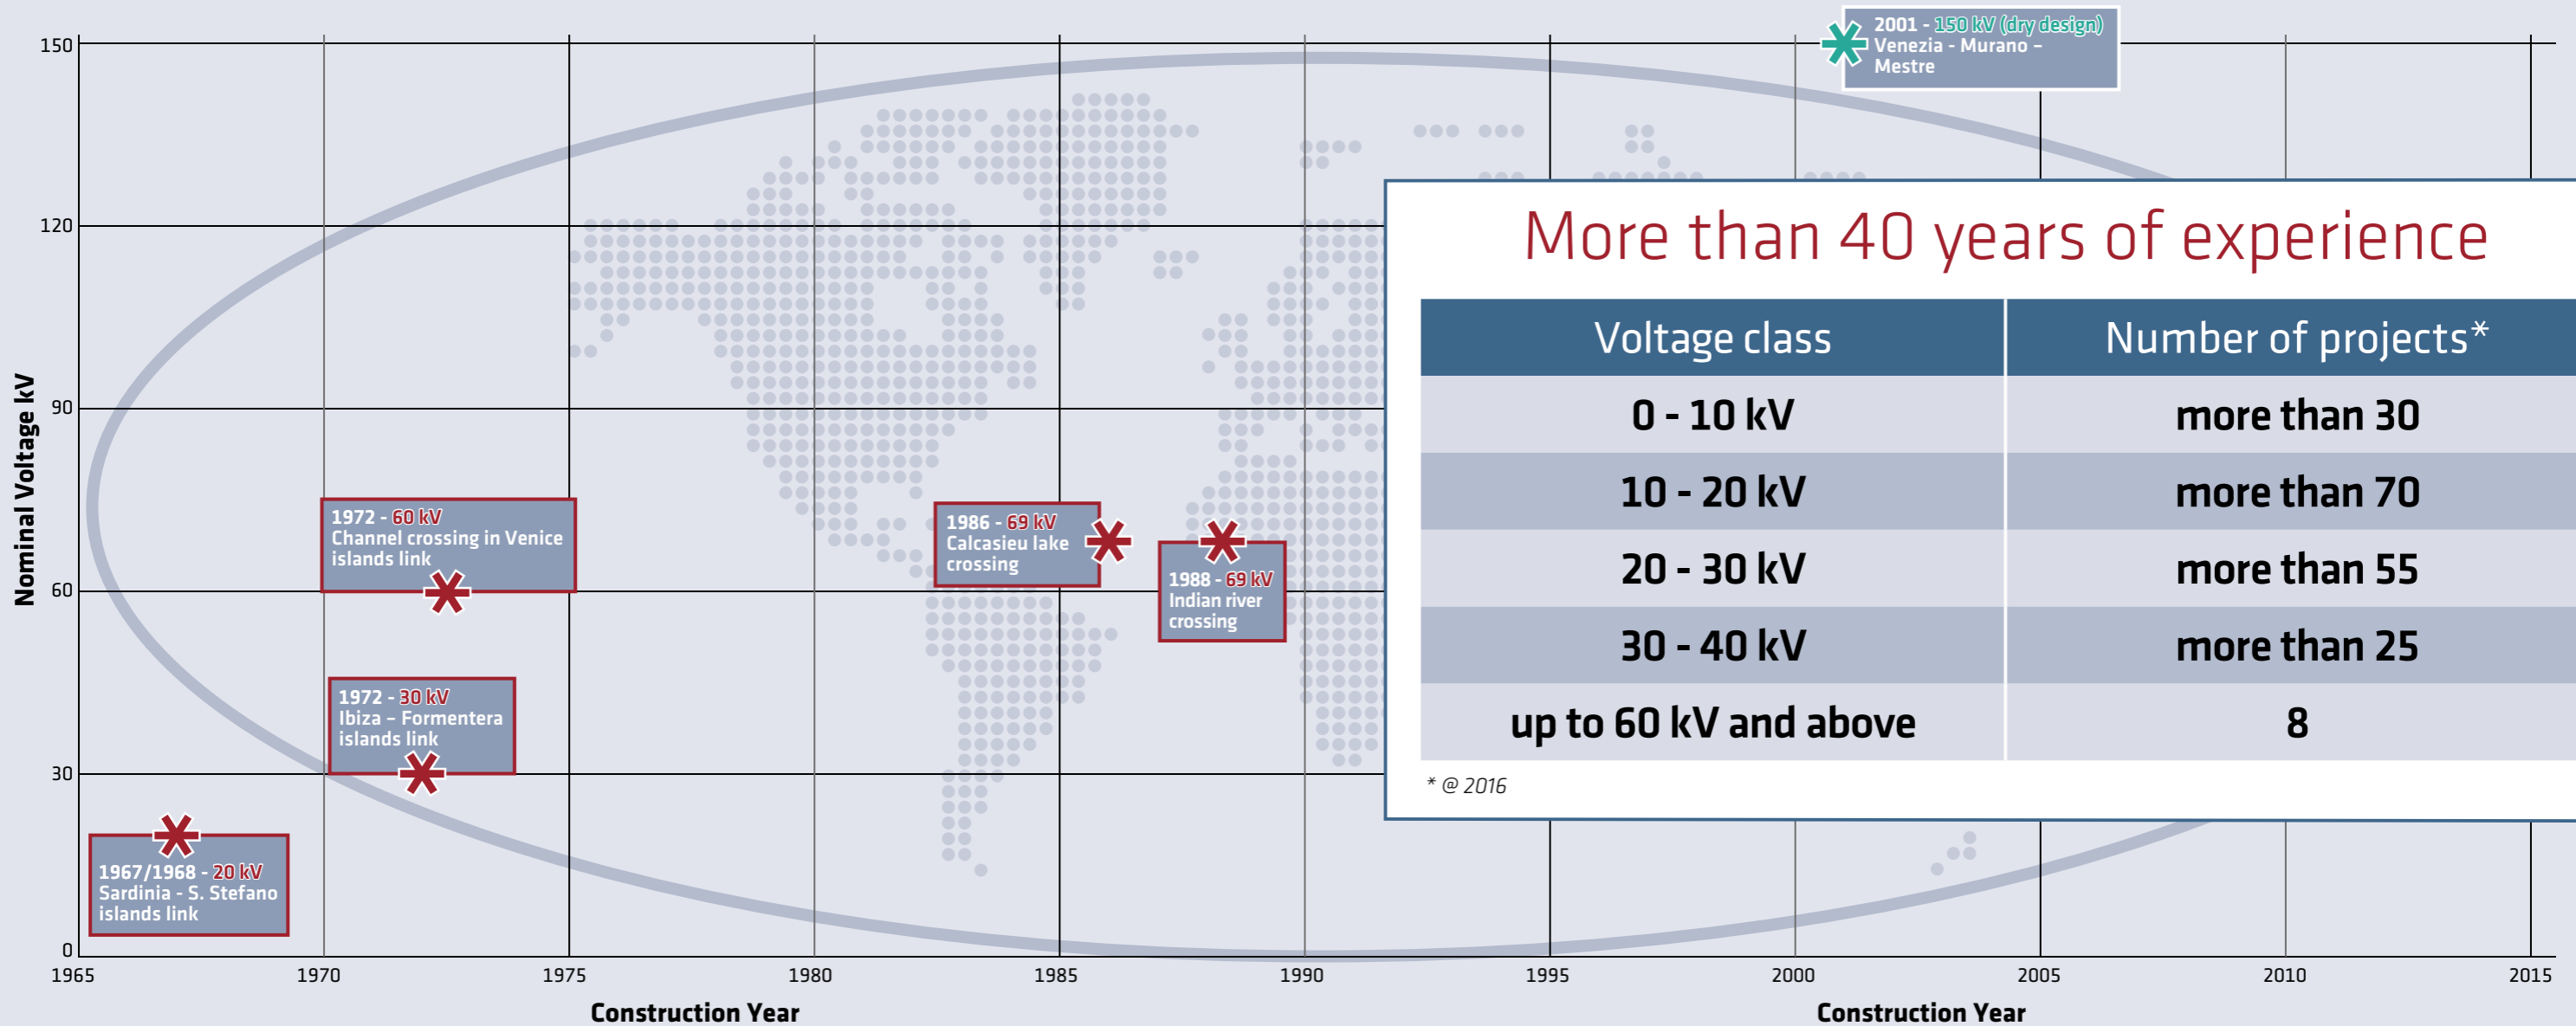 2001 - 150 kV (dry design)
Venezia - Murano –
Mestre
150
120
90
60
30
0
Nominal Voltage kV
1972 - 60 kV
Channel crossing in Venice
islands link
1986 - 69 kV
Calcasieu lake
crossing
1988 - 69 kV
Indian river
crossing
1972 - 30 kV
Ibiza – Formentera
islands link
1967/1968 - 20 kV
Sardinia - S. Stefano
islands link
More than 40 years of experience
Voltage class Number of projects*
0 - 10 kV more than 30
10 - 20 kV more than 70
20 - 30 kV more than 55
30 - 40 kV more than 25
up to 60 kV and above 8
* @ 2016
1965 1970 1975 1980 1985 1990 1995 2000 2005 2010 2015
Construction Year Construction Year